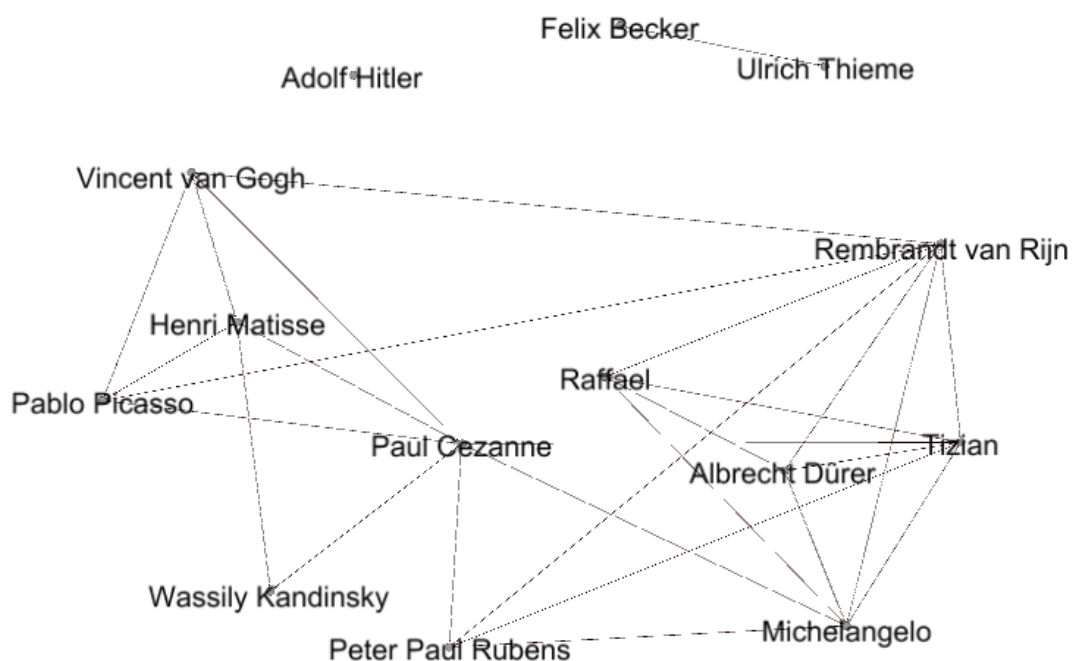 Felix Becker
Ulrich Thieme
Adolf Hitler
Vincent van Gogh
Rembrandt van Rijn
Henri Matisse
Raffael
Pablo Picasso
Paul Cezanne
Tizian
Albrecht Dürer
Wassily Kandinsky
Michelangelo
Peter Paul Rubens